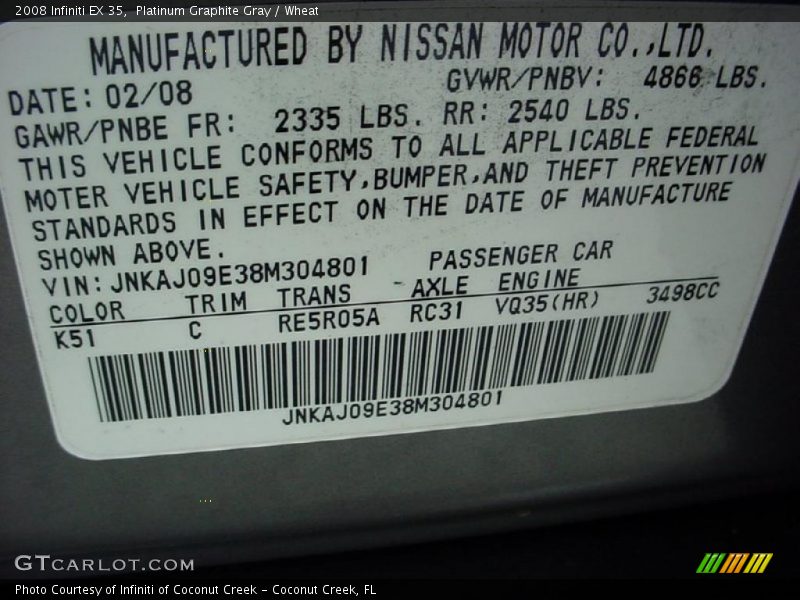 2008 Infiniti EX 35,  Platinum Graphite Gray / Wheat
MANUFACTURED BY NISSAN MOTOR CO.,LTD.
DATE: 02/08 GVWR/PNBV: 4866 LBS.
GAWR/PNBE FR: 2335 LBS. RR: 2540 LBS.
THIS VEHICLE CONFORMS TO ALL APPLICABLE FEDERAL
MOTER VEHICLE SAFETY,BUMPER,AND THEFT PREVENTION
STANDARDS IN EFFECT ON THE DATE OF MANUFACTURE
SHOWN ABOVE.
VIN: JNKAJ09E38M304801 PASSENGER CAR
COLOR TRIM TRANS AXLE ENGINE
K51 C RE5R05A RC31 VQ35(HR) 3498CC
JNKAJ09E38M304801
GTCARLOT.COM
Photo Courtesy of Infiniti of Coconut Creek – Coconut Creek, FL